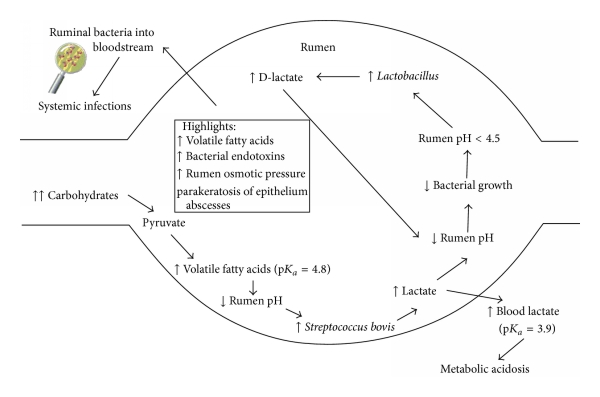 Ruminal bacteria into
bloodstream
Systemic infections
Rumen
↑ D-lactate
↑ Lactobacillus
Highlights:
↑ Volatile fatty acids
↑ Bacterial endotoxins
↑ Rumen osmotic pressure
parakeratosis of epithelium
abscesses
Rumen pH < 4.5
↓ Bacterial growth
↓ Rumen pH
↑↑ Carbohydrates
Pyruvate
↑ Volatile fatty acids (pKa = 4.8)
↓ Rumen pH
↑ Streptococcus bovis
↑ Lactate
↑ Blood lactate
(pKa = 3.9)
Metabolic acidosis